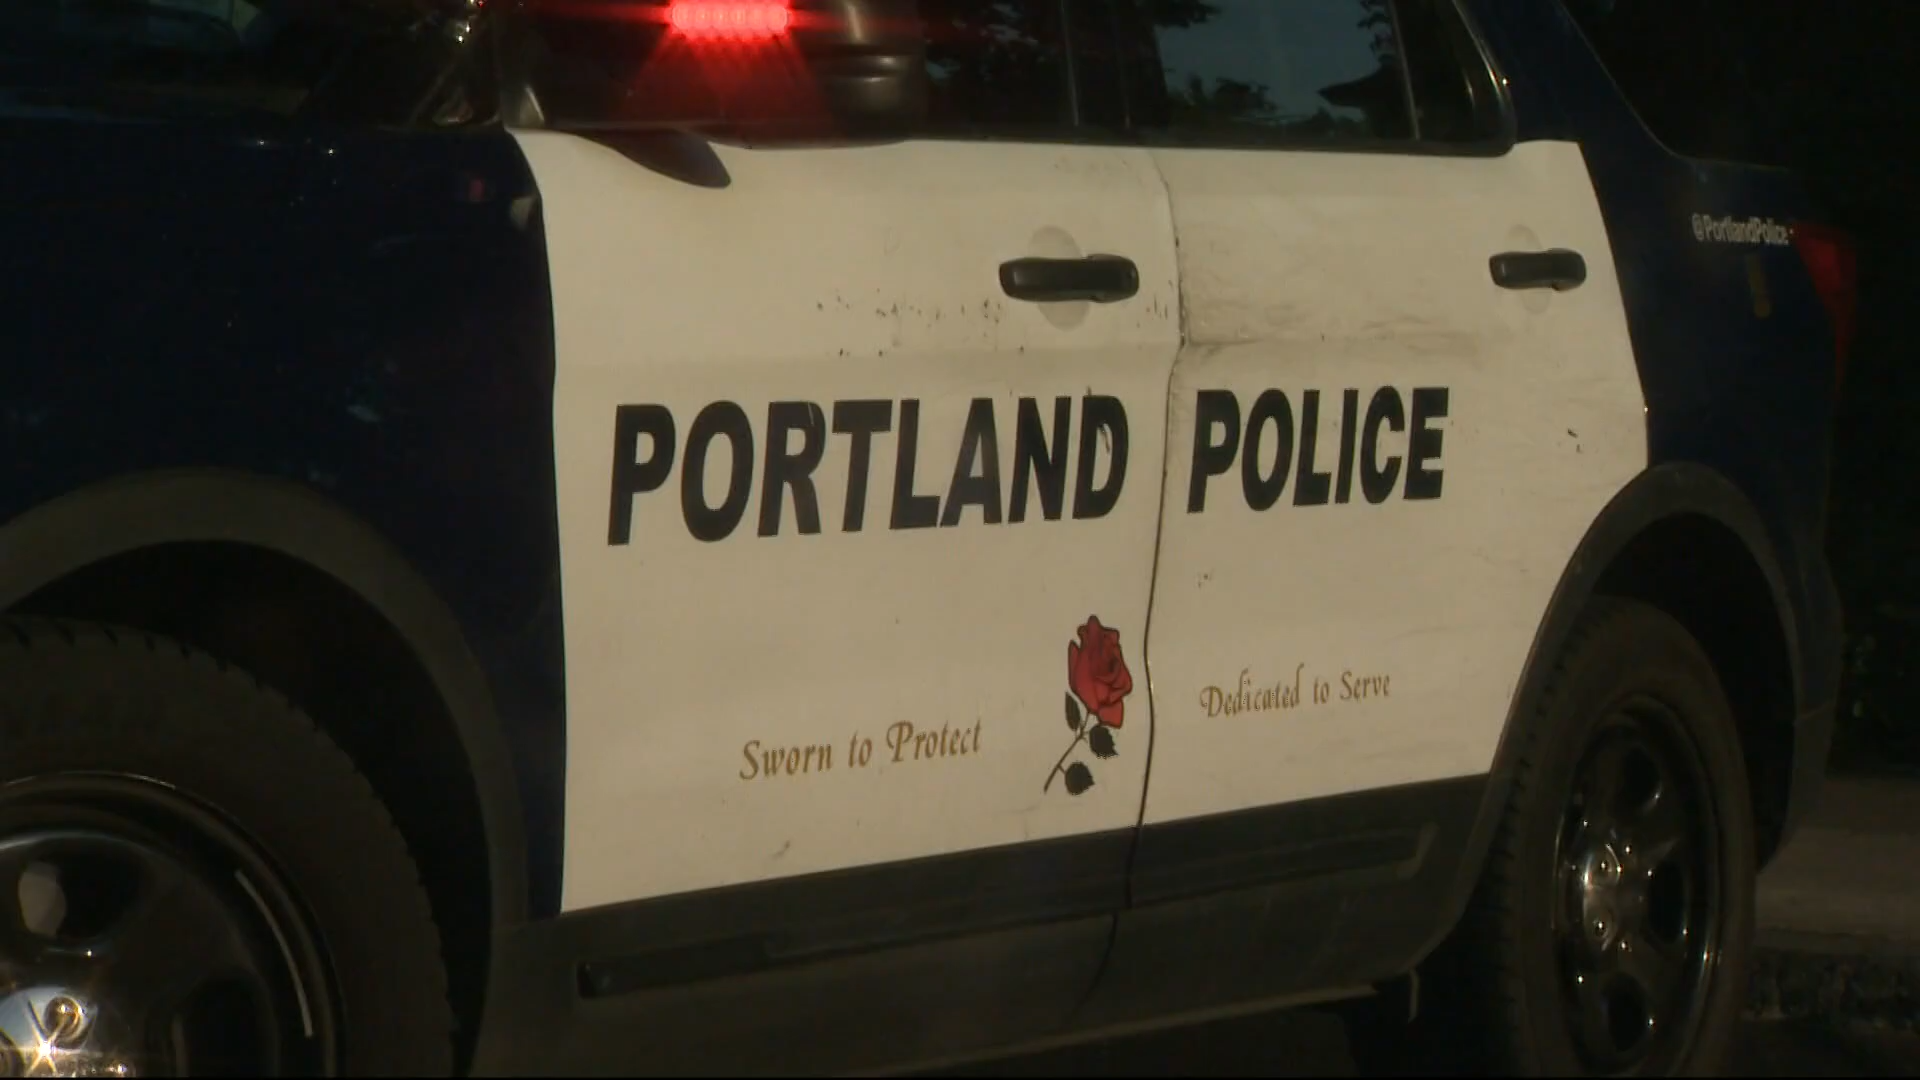 @PortlandPolice
PORTLAND POLICE
Sworn to Protect
Dedicated to Serve